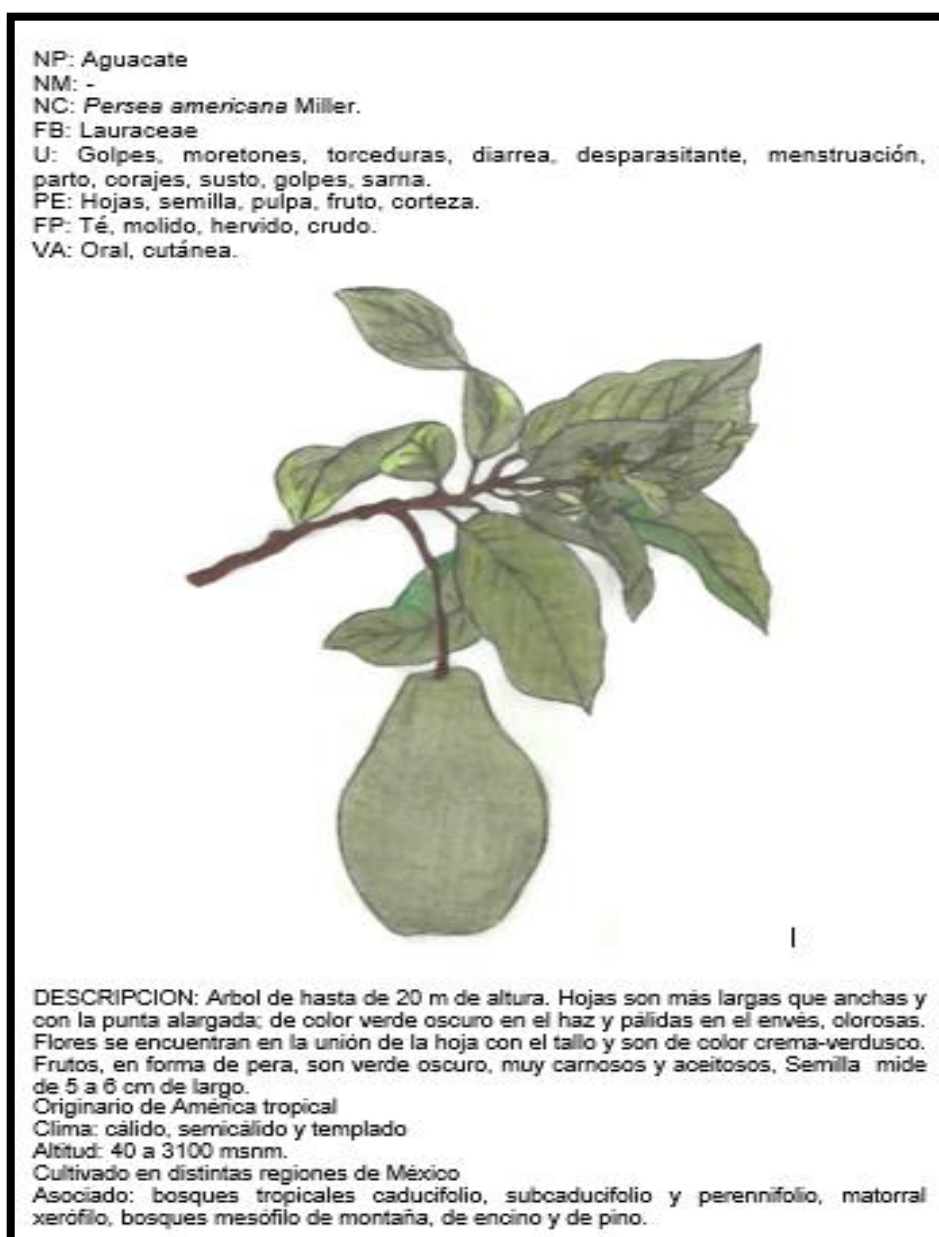 NP: Aguacate
NM: -
NC: Persea americana Miller.
FB: Lauraceae
U: Golpes, moretones, torceduras, diarrea, desparasitante, menstruación,
parto, corajes, susto, golpes, sarna.
PE: Hojas, semilla, pulpa, fruto, corteza.
FP: Té, molido, hervido, crudo.
VA: Oral, cutánea.
DESCRIPCION: Arbol de hasta de 20 m de altura. Hojas son más largas que anchas y
con la punta alargada; de color verde oscuro en el haz y pálidas en el envés, olorosas.
Flores se encuentran en la unión de la hoja con el tallo y son de color crema-verdusco.
Frutos, en forma de pera, son verde oscuro, muy carnosos y aceitosos, Semilla mide
de 5 a 6 cm de largo.
Originario de América tropical
Clima: cálido, semicálido y templado
Altitud: 40 a 3100 msnm.
Cultivado en distintas regiones de México
Asociado: bosques tropicales caducifolio, subcaducifolio y perennifolio, matorral
xerófilo, bosques mesófilo de montaña, de encino y de pino.